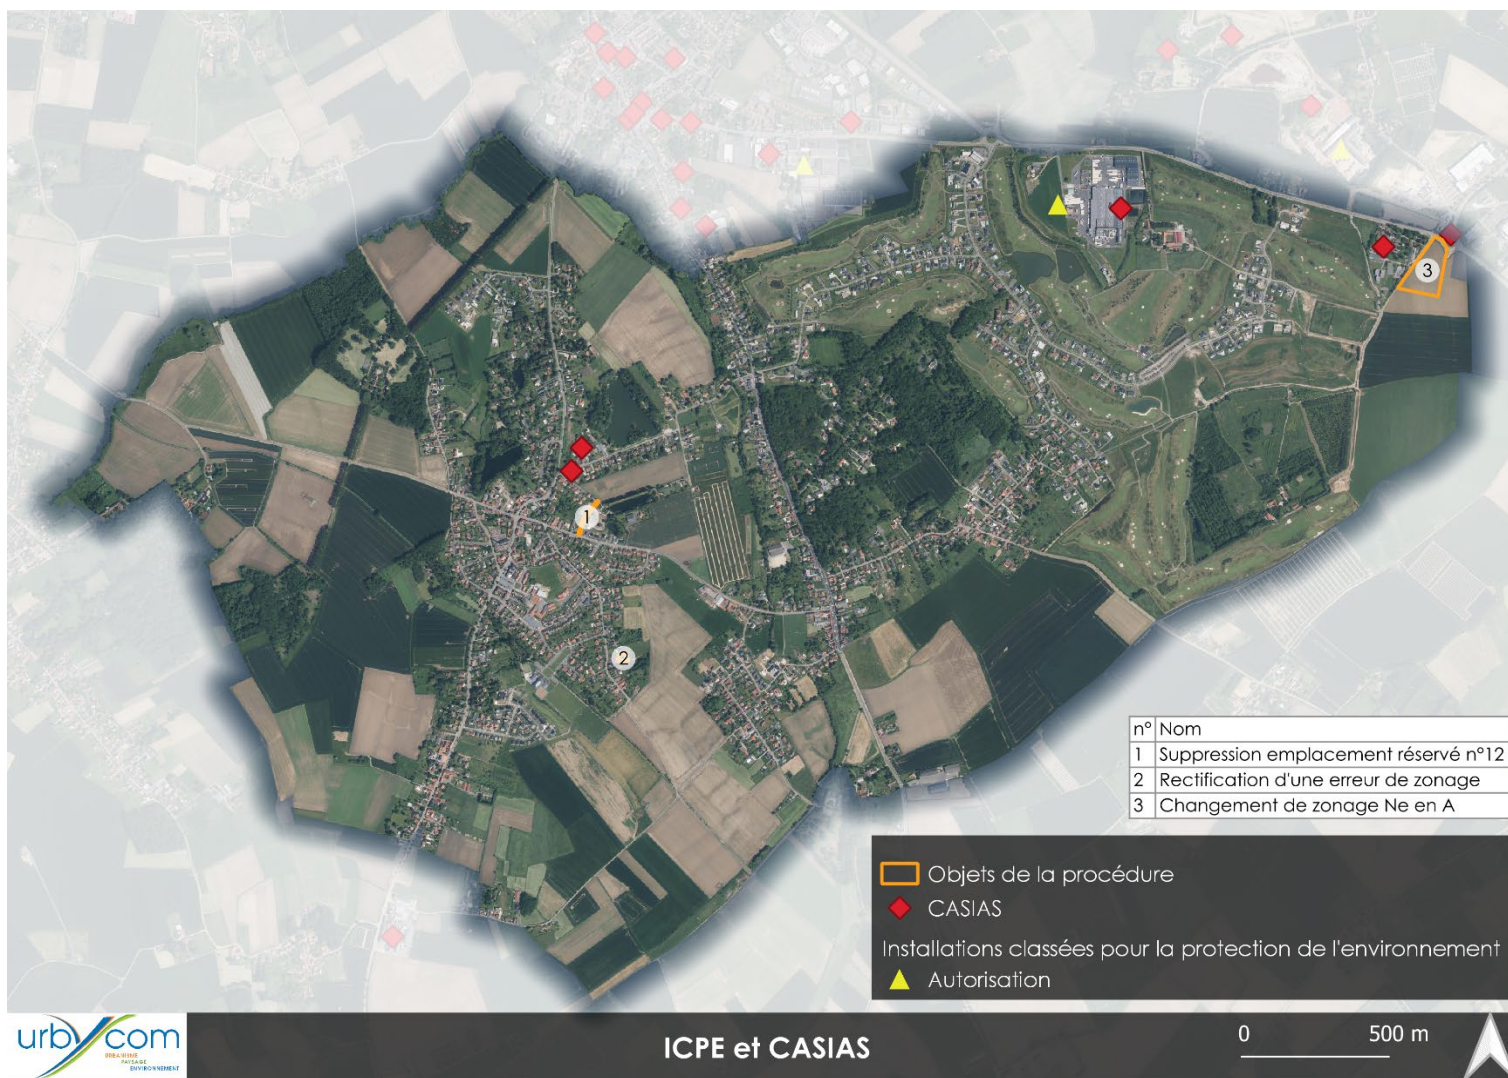 3
1
2
n° Nom
1 Suppression emplacement réservé n°12
2 Rectification d'une erreur de zonage
3 Changement de zonage Ne en A
Objets de la procédure
CASIAS
Installations classées pour la protection de l'environnement
Autorisation
urbycom
URBANISME
PAYSAGE
ENVIRONNEMENT
ICPE et CASIAS
0 500 m